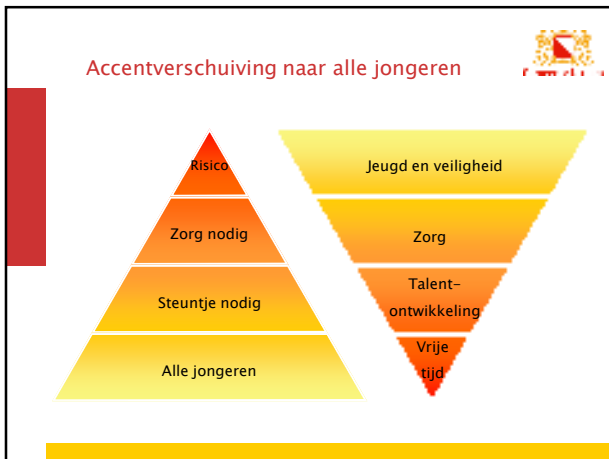 Accentverschuiving naar alle jongeren
Risico
Zorg nodig
Steuntje nodig
Alle jongeren
Jeugd en veiligheid
Zorg
Talent-
ontwikkeling
Vrije
tijd